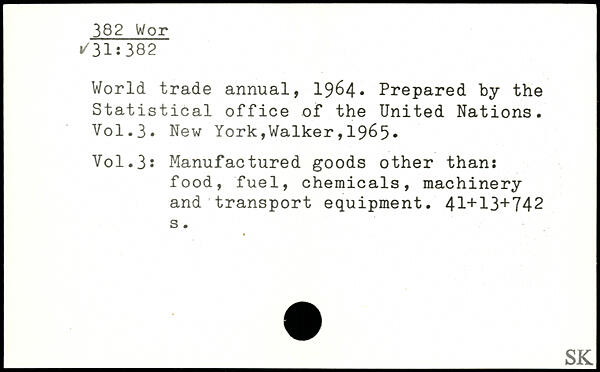 382 Wor
✓31:382
World trade annual, 1964. Prepared by the
Statistical office of the United Nations.
Vol.3. New York,Walker,1965.
Vol.3: Manufactured goods other than:
food, fuel, chemicals, machinery
and transport equipment. 41+13+742
s.
SK